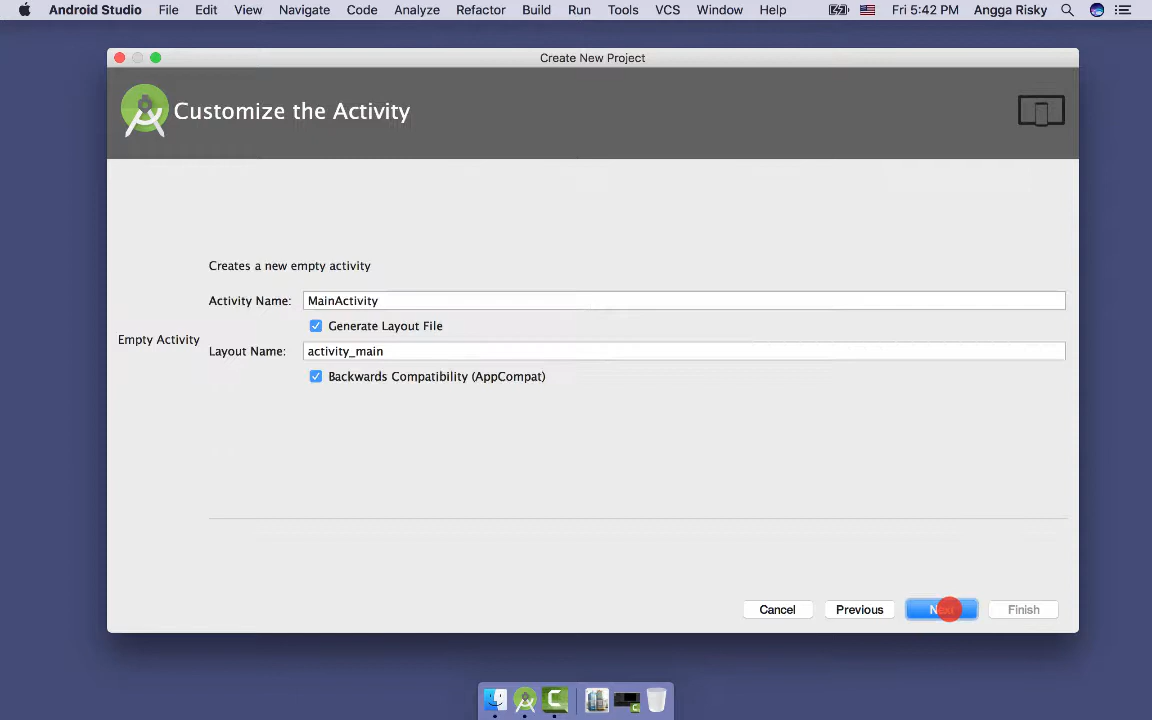 Android Studio File Edit View Navigate Code Analyze Refactor Build Run Tools VCS Window Help Fri 5:42 PM Angga Risky
Create New Project
Customize the Activity
Creates a new empty activity
Activity Name: MainActivity
Generate Layout File
Empty Activity
Layout Name: activity_main
Backwards Compatibility (AppCompat)
Cancel Previous Next Finish